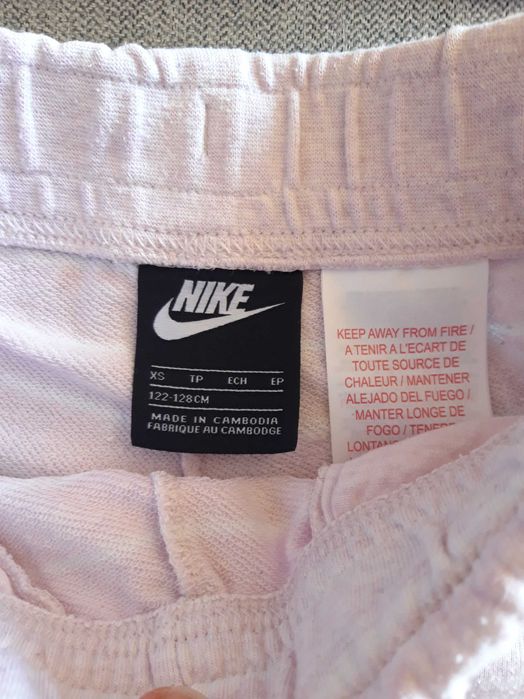 NIKE
XS TP ECH EP
122-128CM
MADE IN CAMBODIA
FABRIQUE AU CAMBODGE
KEEP AWAY FROM FIRE /
A TENIR A L'ECART DE
TOUTE SOURCE DE
CHALEUR / MANTENER
ALEJADO DEL FUEGO /
MANTER LONGE DE
FOGO / TENERE